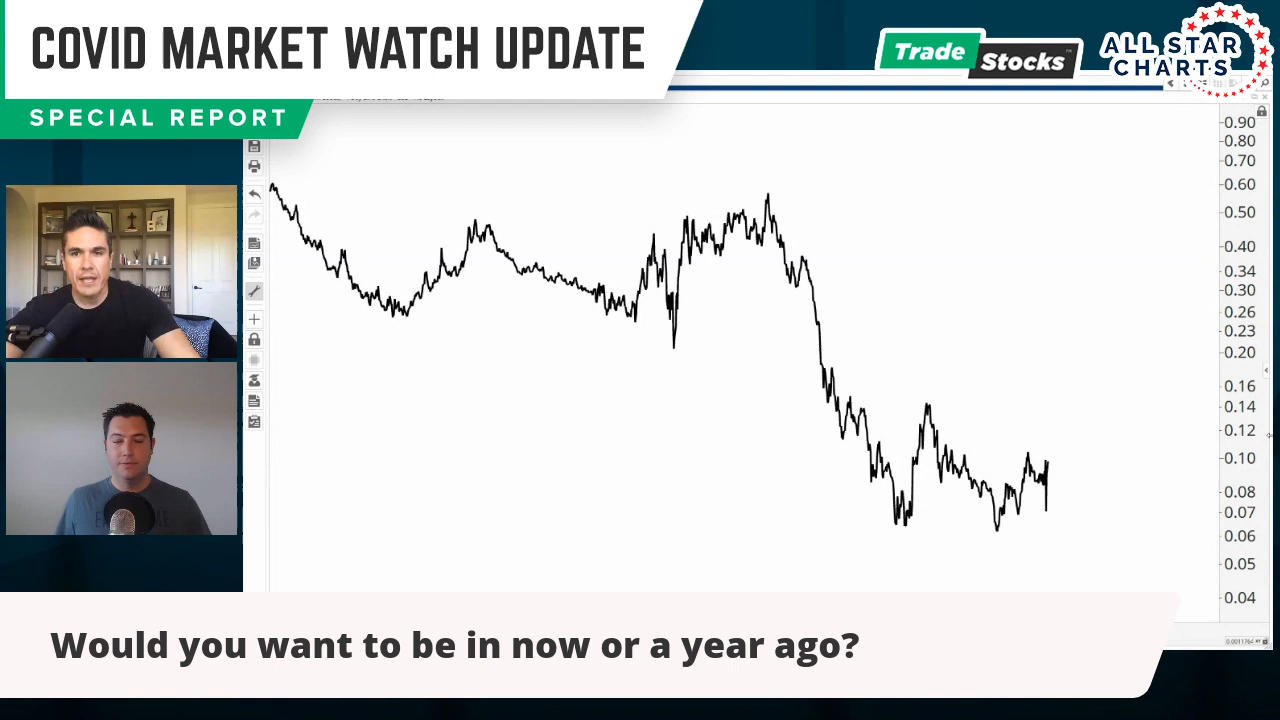 COVID MARKET WATCH UPDATE
SPECIAL REPORT
Trade
Stocks
ALL STAR
CHARTS
0.90
0.80
0.70
0.60
0.50
0.40
0.34
0.30
0.26
0.23
0.20
0.16
0.14
0.12
0.10
0.08
0.07
0.06
0.05
0.04
Would you want to be in now or a year ago?